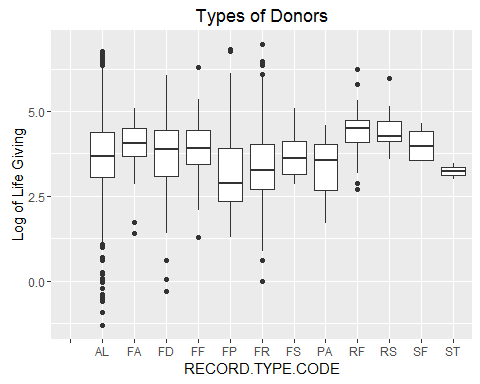 Types of Donors
Log of Life Giving
5.0
2.5
0.0
AL FA FD FF FP FR FS PA RF RS SF ST
RECORD.TYPE.CODE